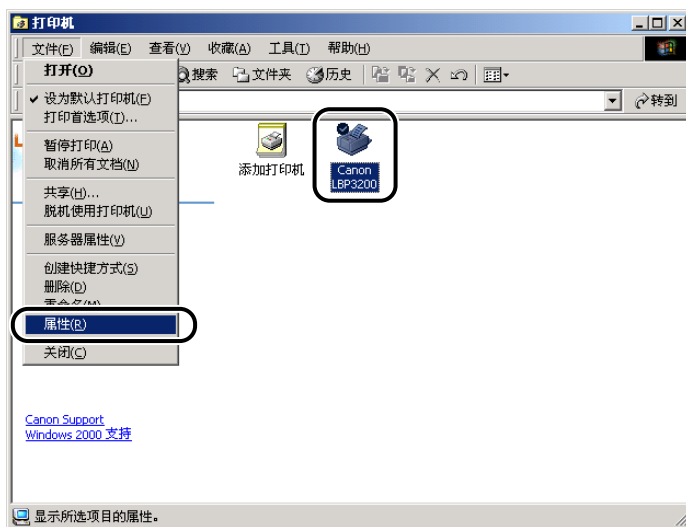 打印机
文件(F) 编辑(E) 查看(V) 收藏(A) 工具(T) 帮助(H)
打开(O)
搜索 文件夹 历史
设为默认打印机(F)
转到
打印首选项(I)...
暂停打印(A)
取消所有文档(N)
添加打印机
Canon
LBP3200
共享(H)...
脱机使用打印机(U)
服务器属性(V)
创建快捷方式(S)
删除(D)
重命名(M)
属性(R)
关闭(C)
Canon Support
Windows 2000 支持
显示所选项目的属性。